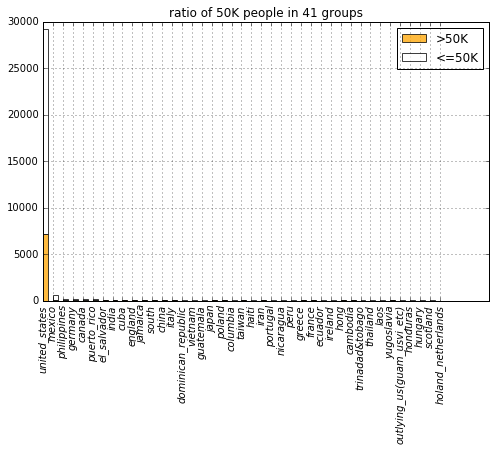 ratio of 50K people in 41 groups
30000
25000
20000
15000
10000
5000
0
>50K
<=50K
united_states
mexico
philippines
germany
canada
puerto_rico
el_salvador
india
cuba
england
jamaica
south
china
italy
dominican_republic
vietnam
guatemala
japan
poland
columbia
taiwan
haiti
iran
portugal
nicaragua
peru
greece
france
ecuador
ireland
hong
cambodia
trinadad&tobago
thailand
laos
yugoslavia
outlying_us(guam_usvi_etc)
honduras
hungary
scotland
holand_netherlands